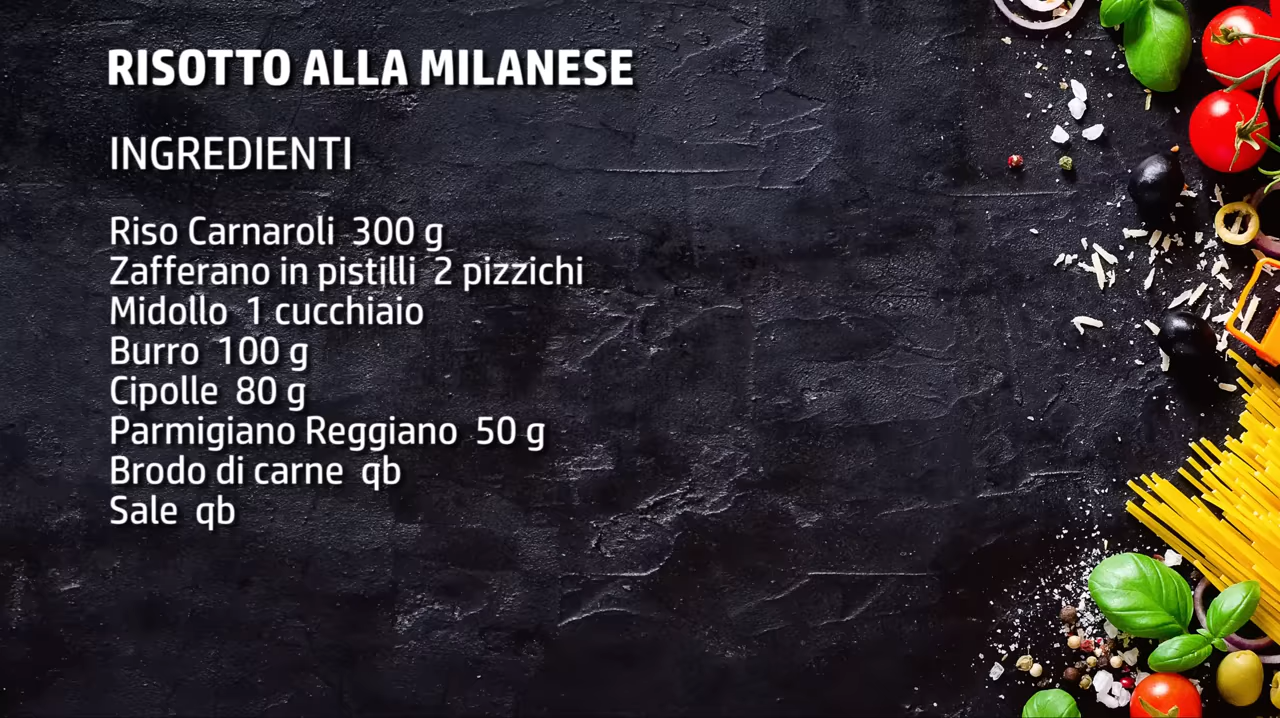 RISOTTO ALLA MILANESE
INGREDIENTI
Riso Carnaroli 300 g
Zafferano in pistilli 2 pizzichi
Midollo 1 cucchiaio
Burro 100 g
Cipolle 80 g
Parmigiano Reggiano 50 g
Brodo di carne qb
Sale qb